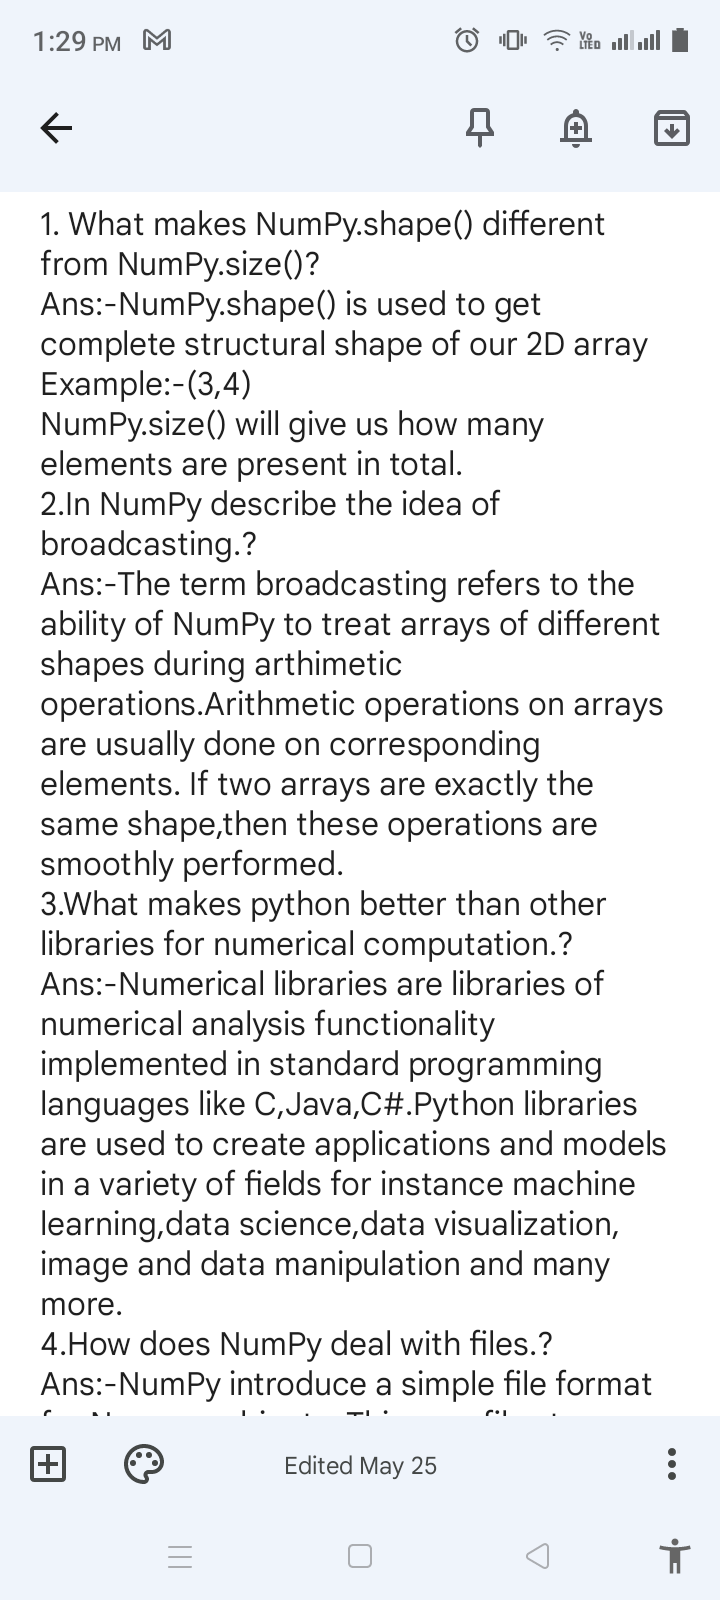 1:29 PM
Vo
LTED
1. What makes NumPy.shape() different
from NumPy.size()?
Ans:-NumPy.shape() is used to get
complete structural shape of our 2D array
Example:-(3,4)
NumPy.size() will give us how many
elements are present in total.
2.In NumPy describe the idea of
broadcasting.?
Ans:-The term broadcasting refers to the
ability of NumPy to treat arrays of different
shapes during arthimetic
operations.Arithmetic operations on arrays
are usually done on corresponding
elements. If two arrays are exactly the
same shape,then these operations are
smoothly performed.
3.What makes python better than other
libraries for numerical computation.?
Ans:-Numerical libraries are libraries of
numerical analysis functionality
implemented in standard programming
languages like C,Java,C#.Python libraries
are used to create applications and models
in a variety of fields for instance machine
learning,data science,data visualization,
image and data manipulation and many
more.
4.How does NumPy deal with files.?
Ans:-NumPy introduce a simple file format
Edited May 25